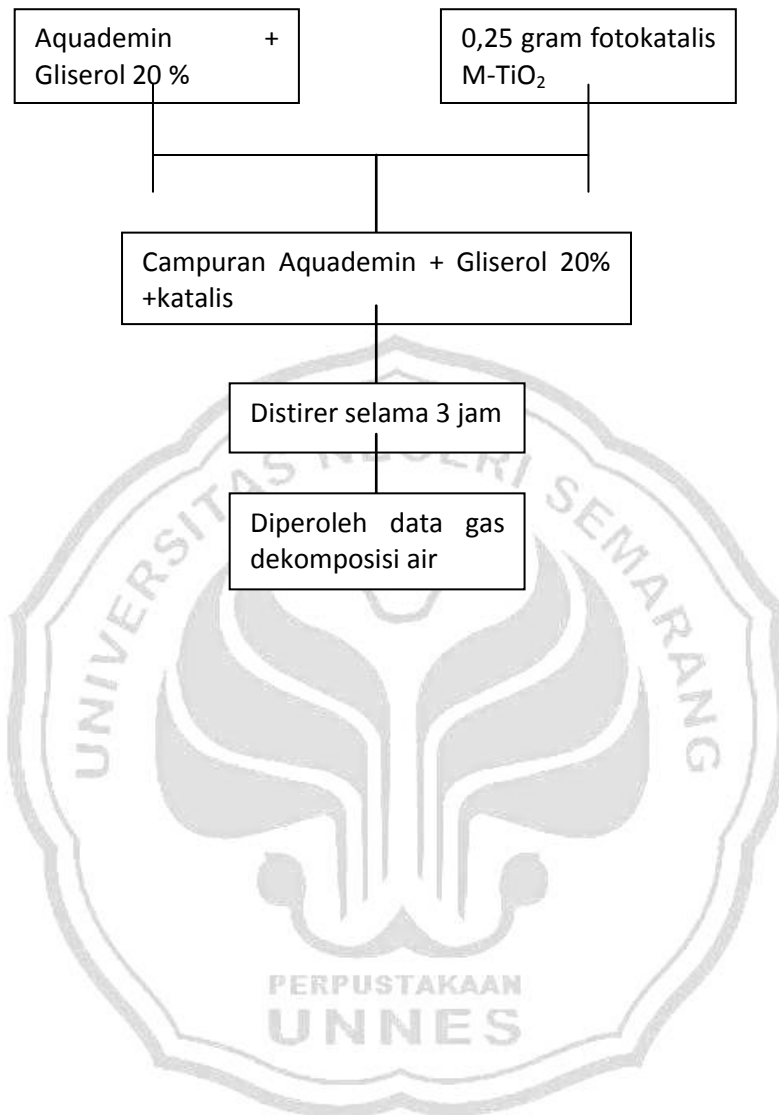 Aquademin +
Gliserol 20 %
0,25 gram fotokatalis
M-TiO₂
Campuran Aquademin + Gliserol 20%
+katalis
Distirer selama 3 jam
Diperoleh data gas
dekomposisi air
UNIVERSITAS NEGERI SEMARANG
PERPUSTAKAAN
UNNES